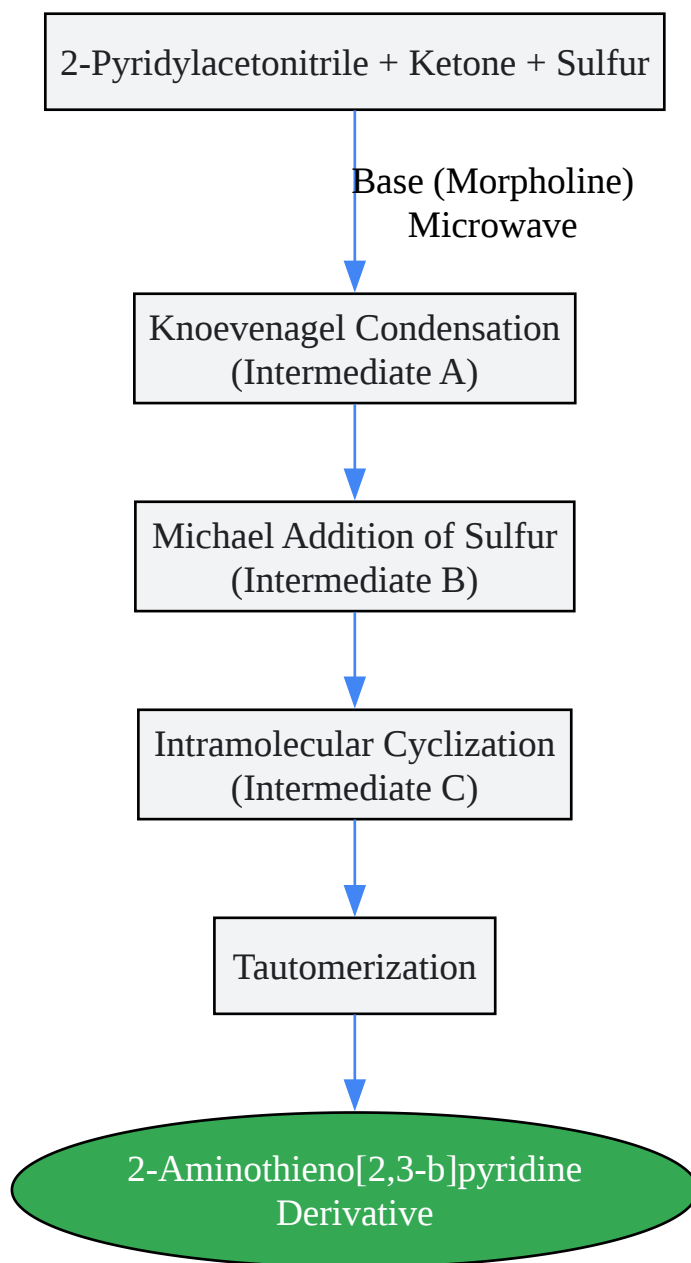 2-Pyridylacetonitrile + Ketone + Sulfur
Base (Morpholine)
Microwave
Knoevenagel Condensation
(Intermediate A)
Michael Addition of Sulfur
(Intermediate B)
Intramolecular Cyclization
(Intermediate C)
Tautomerization
2-Aminothieno[2,3-b]pyridine
Derivative